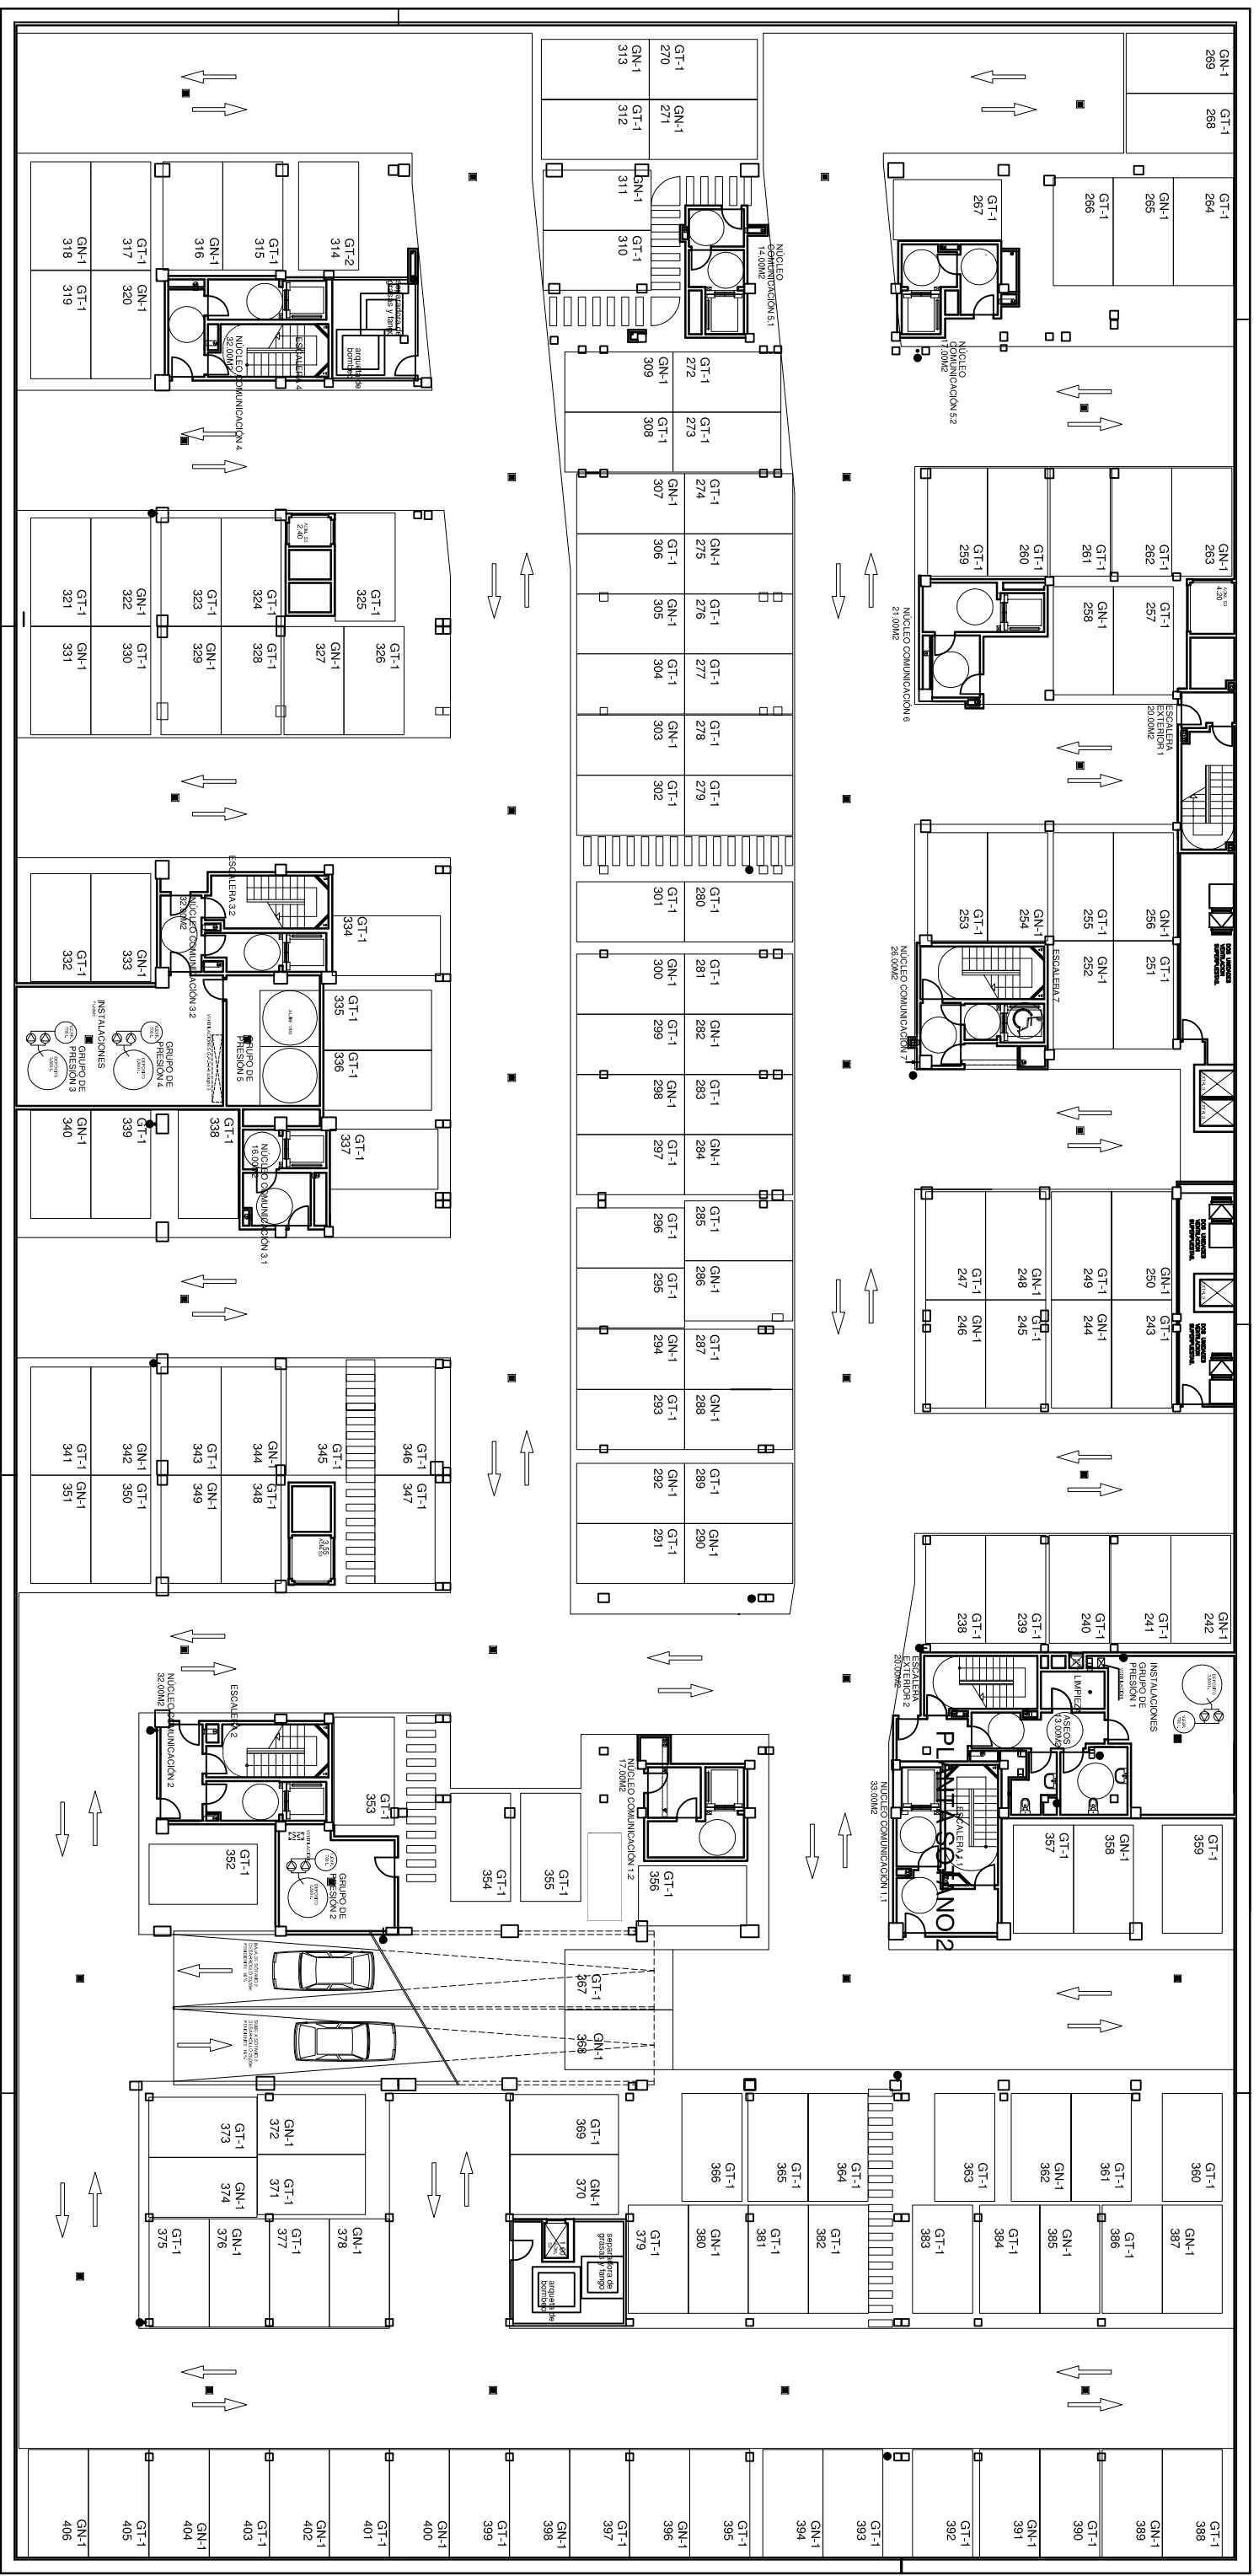 GN-1
269
GT-1
268
GT-1
270
GN-1
313
GN-1
271
GT-1
312
GT-1
264
GN-1
265
GT-1
266
GT-1
267
GN-1
311
GT-1
310
GT-2
314
GT-1
315
GN-1
316
GT-1
317
GN-1
318
GT-1
319
GN-1
320
NÚCLEO
COMUNICACIÓN 5.1
14.00M2
NÚCLEO
COMUNICACIÓN 5.2
17.00M2
separadora de
grasas y fango
arqueta de
bombeo
ESCALERA 4
NÚCLEO COMUNICACIÓN 4
32.00M2
GT-1
272
GN-1
309
GT-1
273
GT-1
308
GT-1
274
GN-1
307
GN-1
275
GT-1
306
GT-1
276
GN-1
305
GT-1
277
GT-1
304
GT-1
278
GN-1
303
GT-1
279
GT-1
302
GN-1
263
GT-1
262
GT-1
261
GT-1
260
GT-1
259
GT-1
257
GN-1
258
4.20
NÚCLEO COMUNICACIÓN 6
21.00M2
ESCALERA
EXTERIOR 1
20.00M2
2.40
GT-1
325
GT-1
324
GT-1
323
GN-1
322
GT-1
321
GT-1
326
GN-1
327
GT-1
328
GN-1
329
GT-1
330
GN-1
331
GN-1
256
GT-1
255
GN-1
254
GT-1
253
GT-1
251
GN-1
252
DOS UNIDADES
VENTILACION
SUPERPUESTAS
ESCALERA 7
NÚCLEO COMUNICACIÓN 7
26.00M2
GT-1
280
GT-1
301
GT-1
281
GN-1
300
GN-1
282
GT-1
299
GT-1
283
GN-1
298
GN-1
284
GT-1
297
GT-1
285
GT-1
296
GN-1
286
GT-1
295
GT-1
287
GN-1
294
GN-1
288
GT-1
293
GT-1
289
GN-1
292
GN-1
290
GT-1
291
ESCALERA 3.2
NÚCLEO COMUNICACIÓN 3.2
32.00M2
GT-1
334
GN-1
333
GT-1
332
GT-1
335
GT-1
336
INSTALACIONES
GRUPO DE
PRESIÓN 3
GRUPO DE
PRESIÓN 4
GRUPO DE
PRESIÓN 5
GT-1
337
GT-1
338
GT-1
339
GN-1
340
NÚCLEO COMUNICACIÓN 3.1
16.00M2
GN-1
250
GT-1
249
GN-1
248
GT-1
247
GT-1
243
GN-1
244
GT-1
245
GN-1
246
DOS UNIDADES
VENTILACION
SUPERPUESTAS
DOS UNIDADES
VENTILACION
SUPERPUESTAS
GT-1
346
GT-1
345
GN-1
344
GT-1
343
GN-1
342
GT-1
341
GT-1
347
GT-1
348
GN-1
349
GT-1
350
GN-1
351
3.55
GN-1
242
GT-1
241
GT-1
240
GT-1
239
GT-1
238
INSTALACIONES
GRUPO DE
PRESIÓN 1
LIMPIEZA
ASEOS
13.00M2
ESCALERA
EXTERIOR 2
20.00M2
PLANTA SÓTANO 2
ESCALERA 1.1
NÚCLEO COMUNICACIÓN 1.1
33.00M2
NÚCLEO COMUNICACIÓN 1.2
17.00M2
ESCALERA 2
NÚCLEO COMUNICACIÓN 2
32.00M2
GT-1
353
GT-1
352
GRUPO DE
PRESIÓN 2
GT-1
354
GT-1
355
GT-1
356
GT-1
357
GN-1
358
GT-1
359
GT-1
367
GN-1
368
GT-1
360
GT-1
361
GN-1
362
GT-1
363
GT-1
364
GT-1
365
GT-1
366
GT-1
369
GN-1
370
GN-1
372
GT-1
371
GT-1
373
GN-1
374
GT-1
375
GN-1
376
GT-1
377
GN-1
378
separadora de
grasas y fango
arqueta de
bombeo
GT-1
379
GN-1
380
GT-1
381
GT-1
382
GT-1
383
GT-1
384
GN-1
385
GT-1
386
GN-1
387
GT-1
388
GN-1
389
GT-1
390
GN-1
391
GT-1
392
GT-1
393
GN-1
394
GT-1
395
GN-1
396
GT-1
397
GN-1
398
GT-1
399
GN-1
400
GT-1
401
GN-1
402
GT-1
403
GN-1
404
GT-1
405
GN-1
406